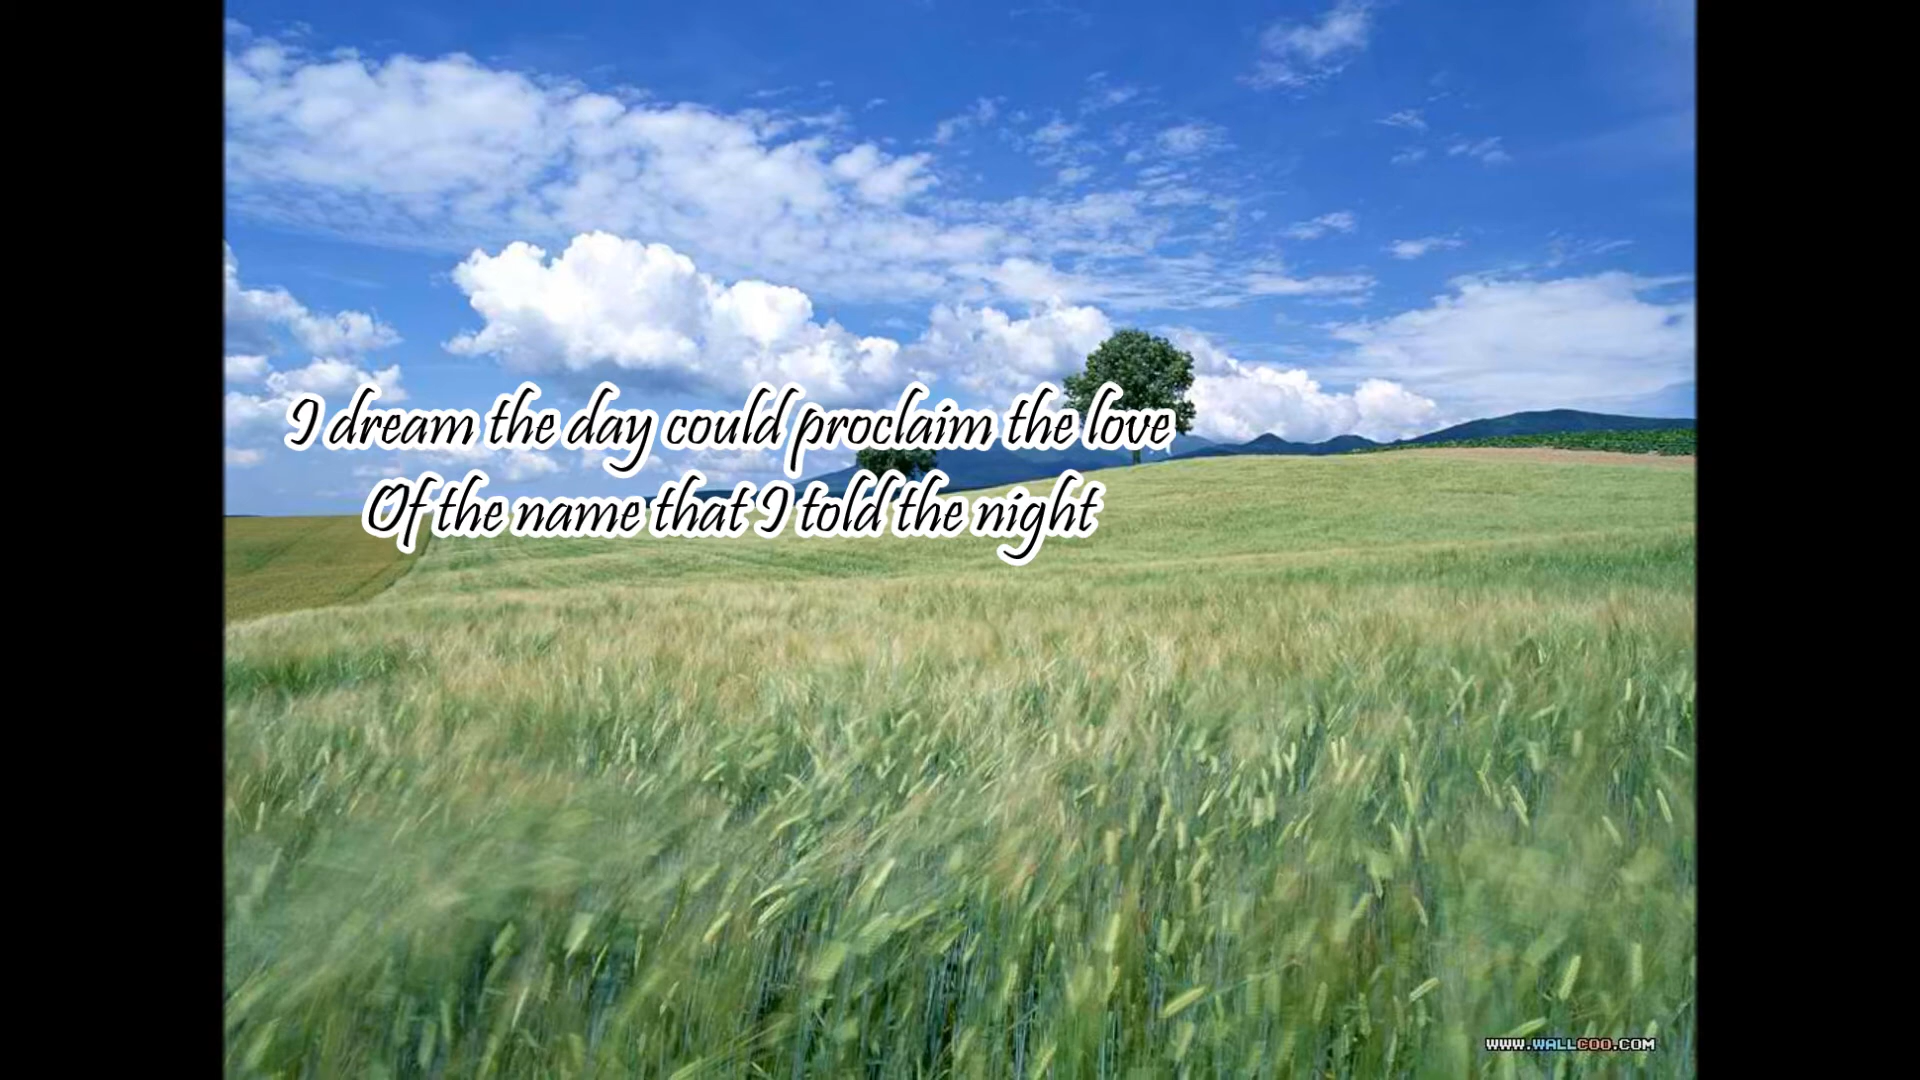 I dream the day could proclaim the love
Of the name that I told the night
WWW.WALLCOO.COM